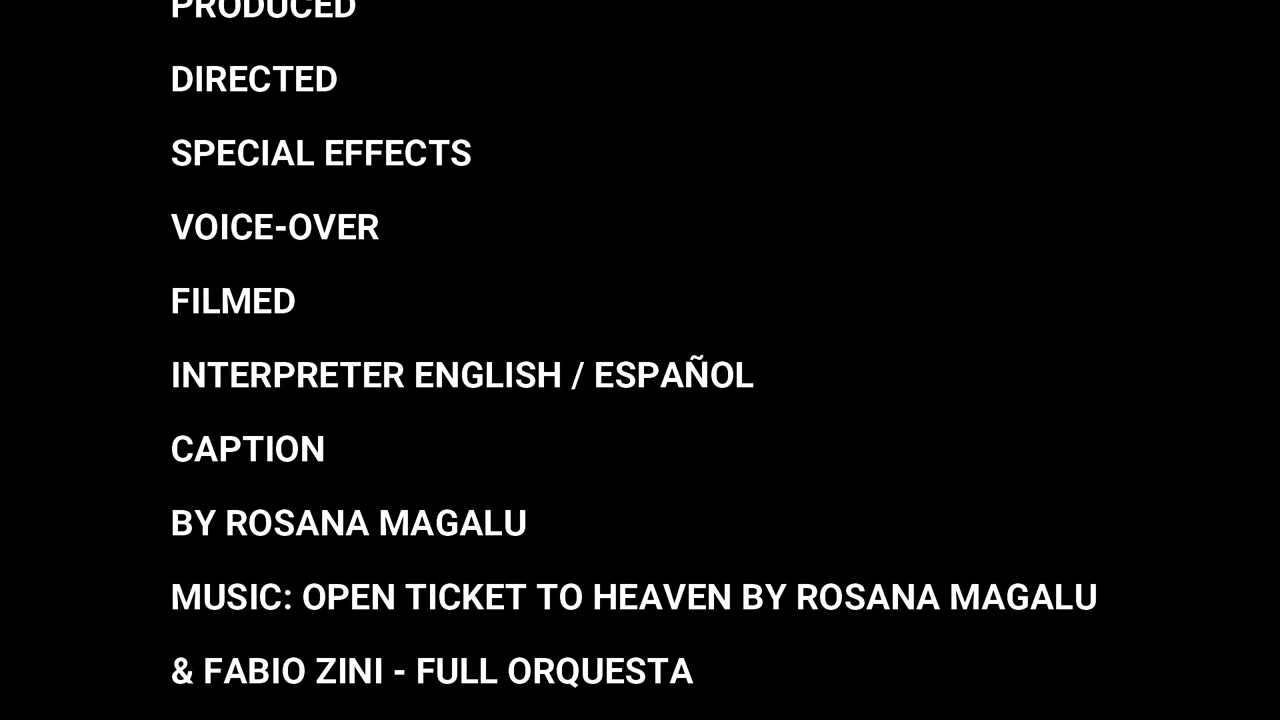 PRODUCED
DIRECTED
SPECIAL EFFECTS
VOICE-OVER
FILMED
INTERPRETER ENGLISH / ESPAÑOL
CAPTION
BY ROSANA MAGALU
MUSIC: OPEN TICKET TO HEAVEN BY ROSANA MAGALU
& FABIO ZINI - FULL ORQUESTA